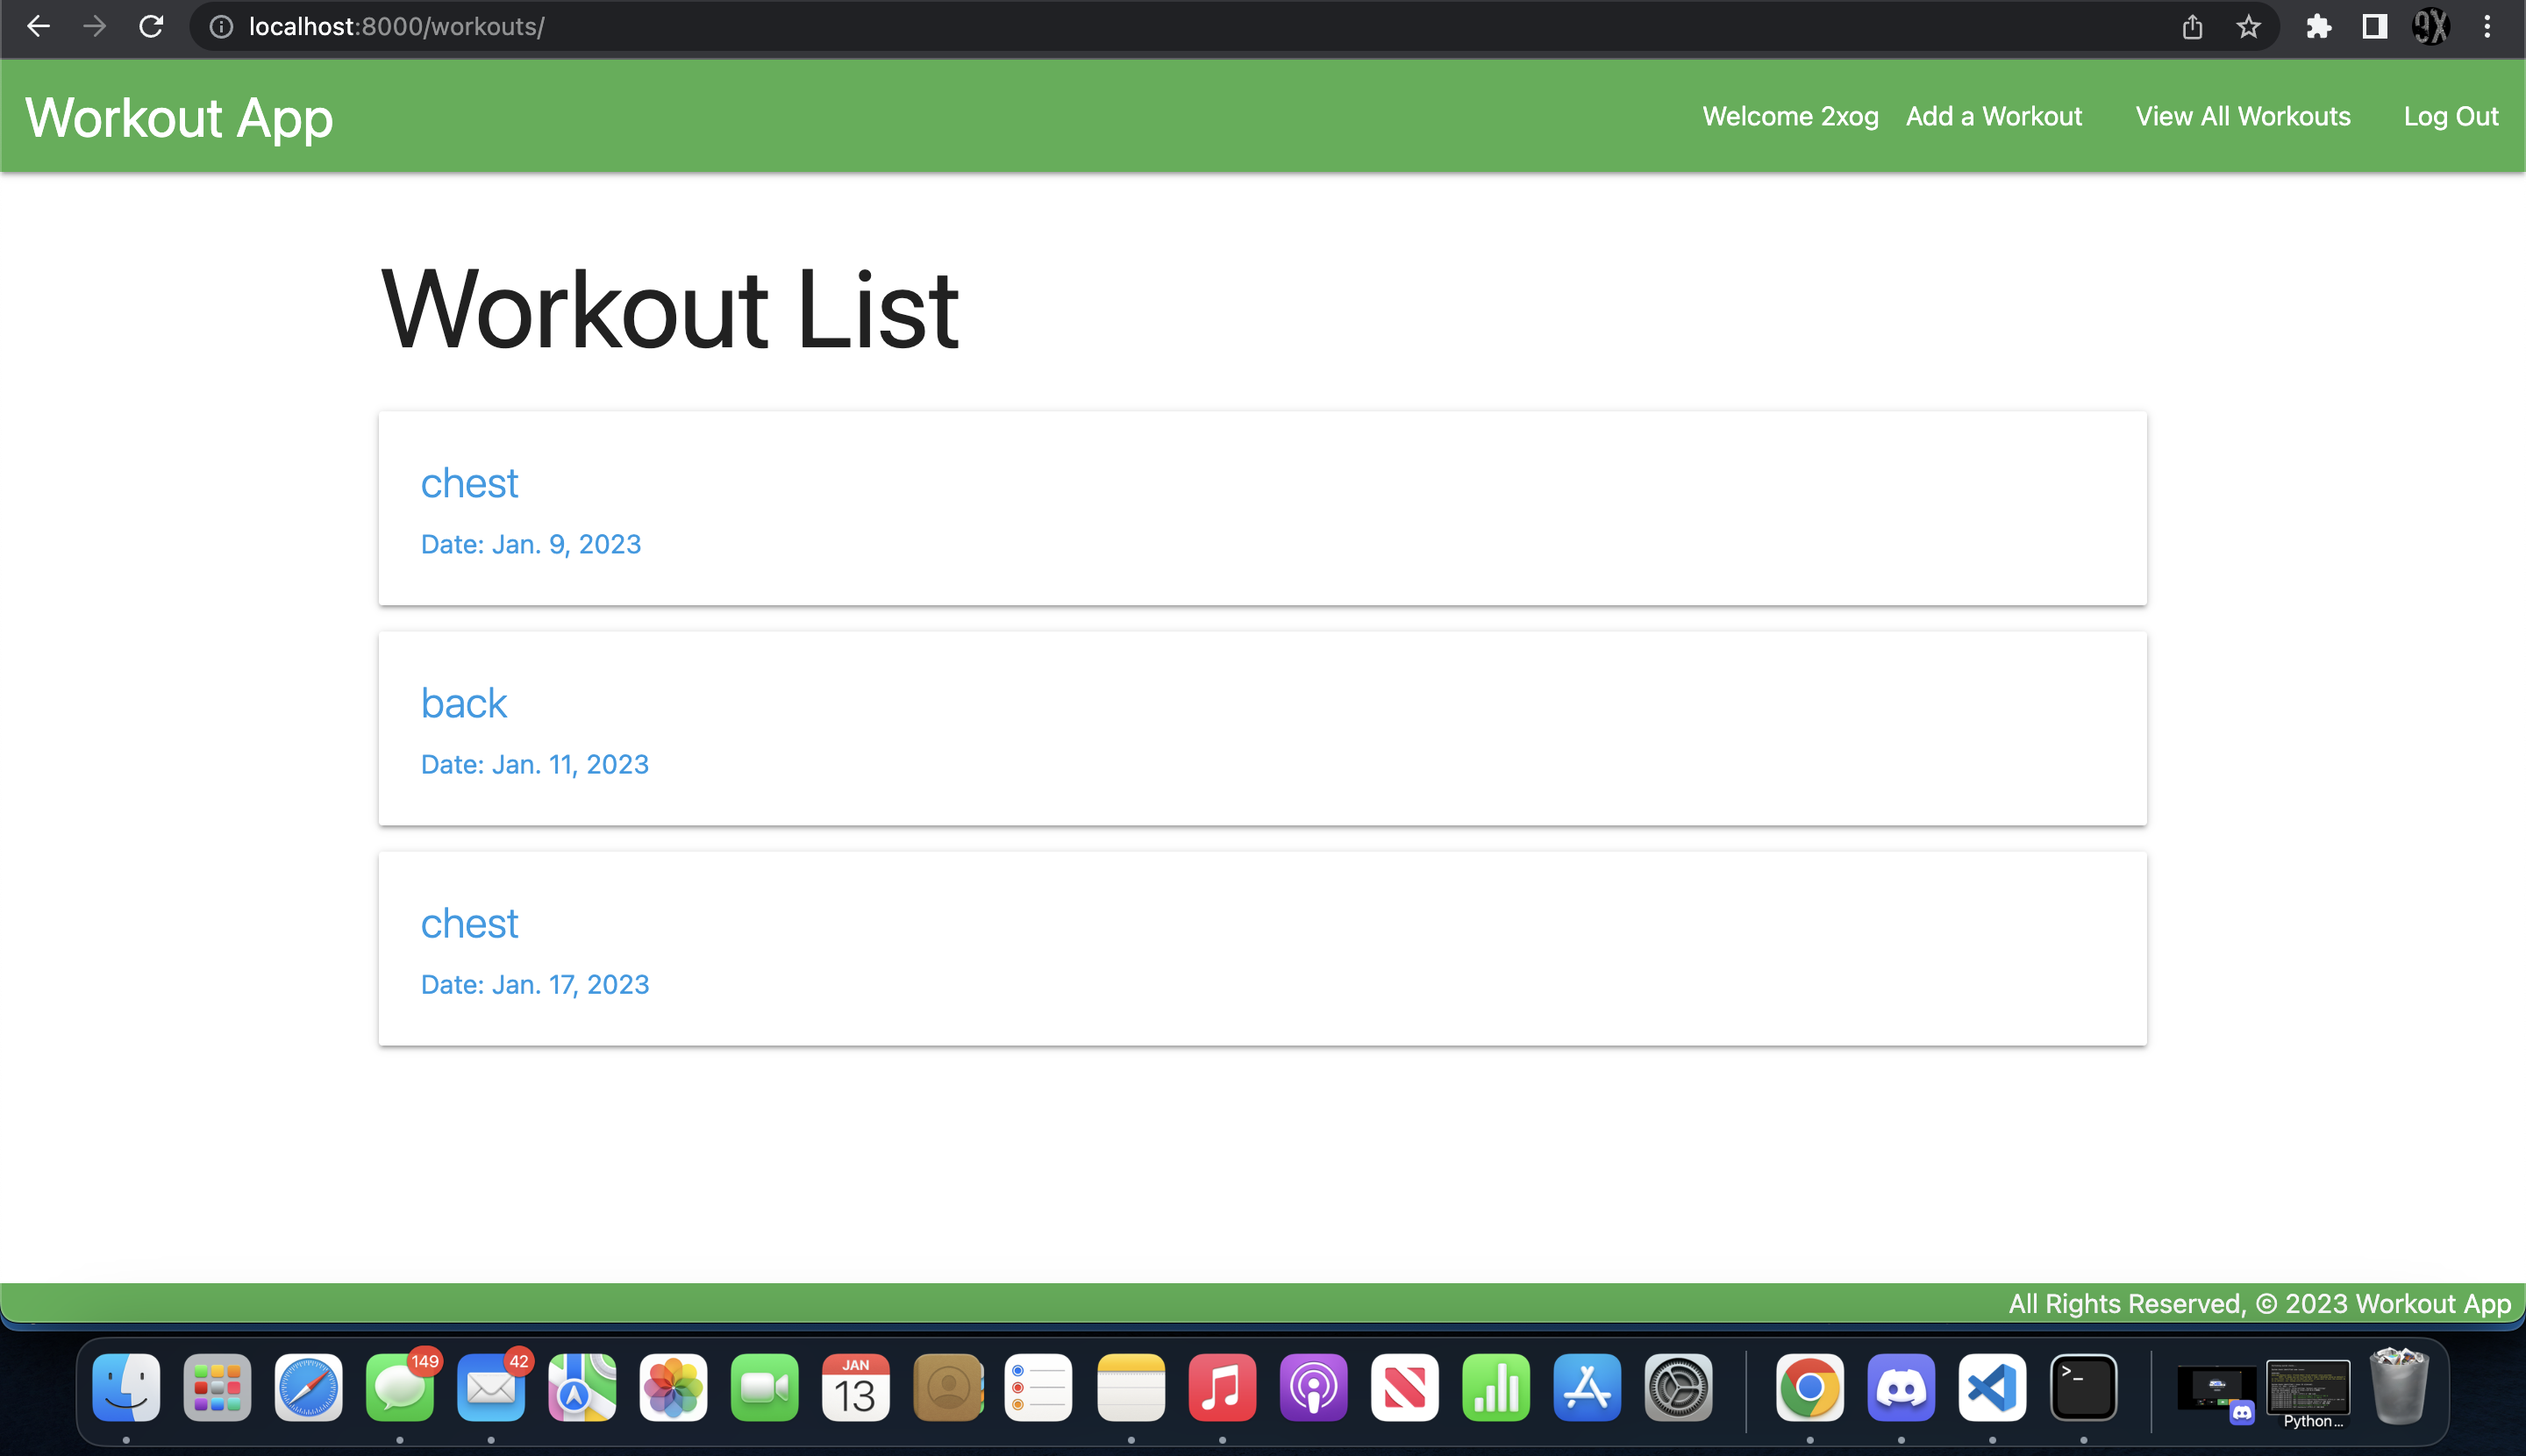 localhost:8000/workouts/
Workout App
Welcome 2xog Add a Workout View All Workouts Log Out
Workout List
chest
Date: Jan. 9, 2023
back
Date: Jan. 11, 2023
chest
Date: Jan. 17, 2023
All Rights Reserved, © 2023 Workout App
149
42
JAN
13
>_
Python...